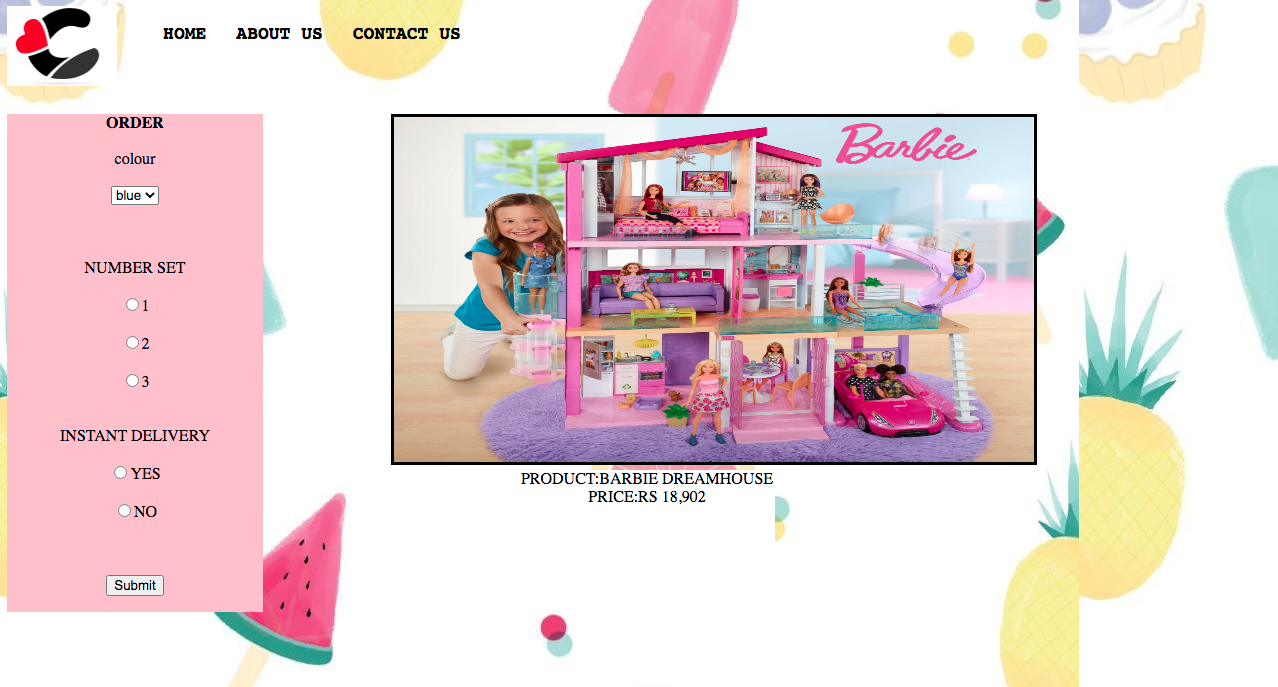 HOME ABOUT US CONTACT US
ORDER
colour
blue
NUMBER SET
1
2
3
INSTANT DELIVERY
YES
NO
Submit
Barbie
PRODUCT:BARBIE DREAMHOUSE
PRICE:RS 18,902